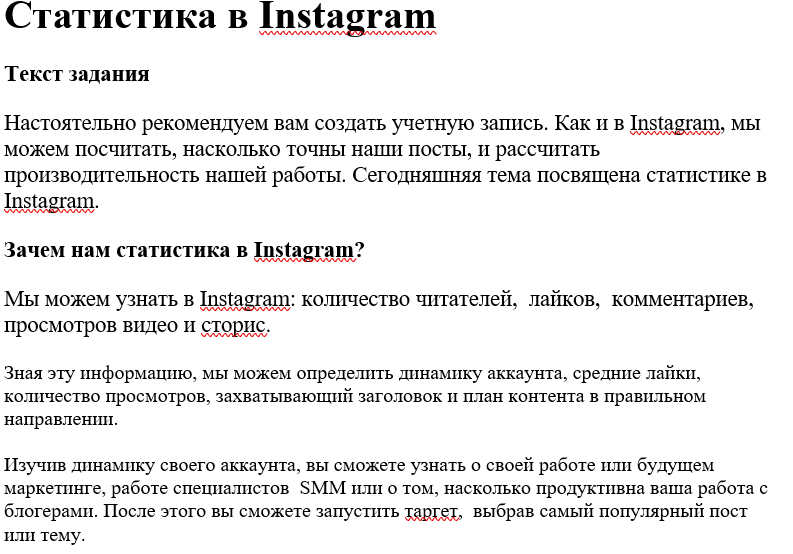 Статистика в Instagram
Текст задания
Настоятельно рекомендуем вам создать учетную запись. Как и в Instagram, мы
можем посчитать, насколько точны наши посты, и рассчитать
производительность нашей работы. Сегодняшняя тема посвящена статистике в
Instagram.
Зачем нам статистика в Instagram?
Мы можем узнать в Instagram: количество читателей,  лайков,  комментариев,
просмотров видео и сторис.
Зная эту информацию, мы можем определить динамику аккаунта, средние лайки,
количество просмотров, захватывающий заголовок и план контента в правильном
направлении.
Изучив динамику своего аккаунта, вы сможете узнать о своей работе или будущем
маркетинге, работе специалистов  SMM или о том, насколько продуктивна ваша работа с
блогерами. После этого вы сможете запустить таргет,  выбрав самый популярный пост
или тему.